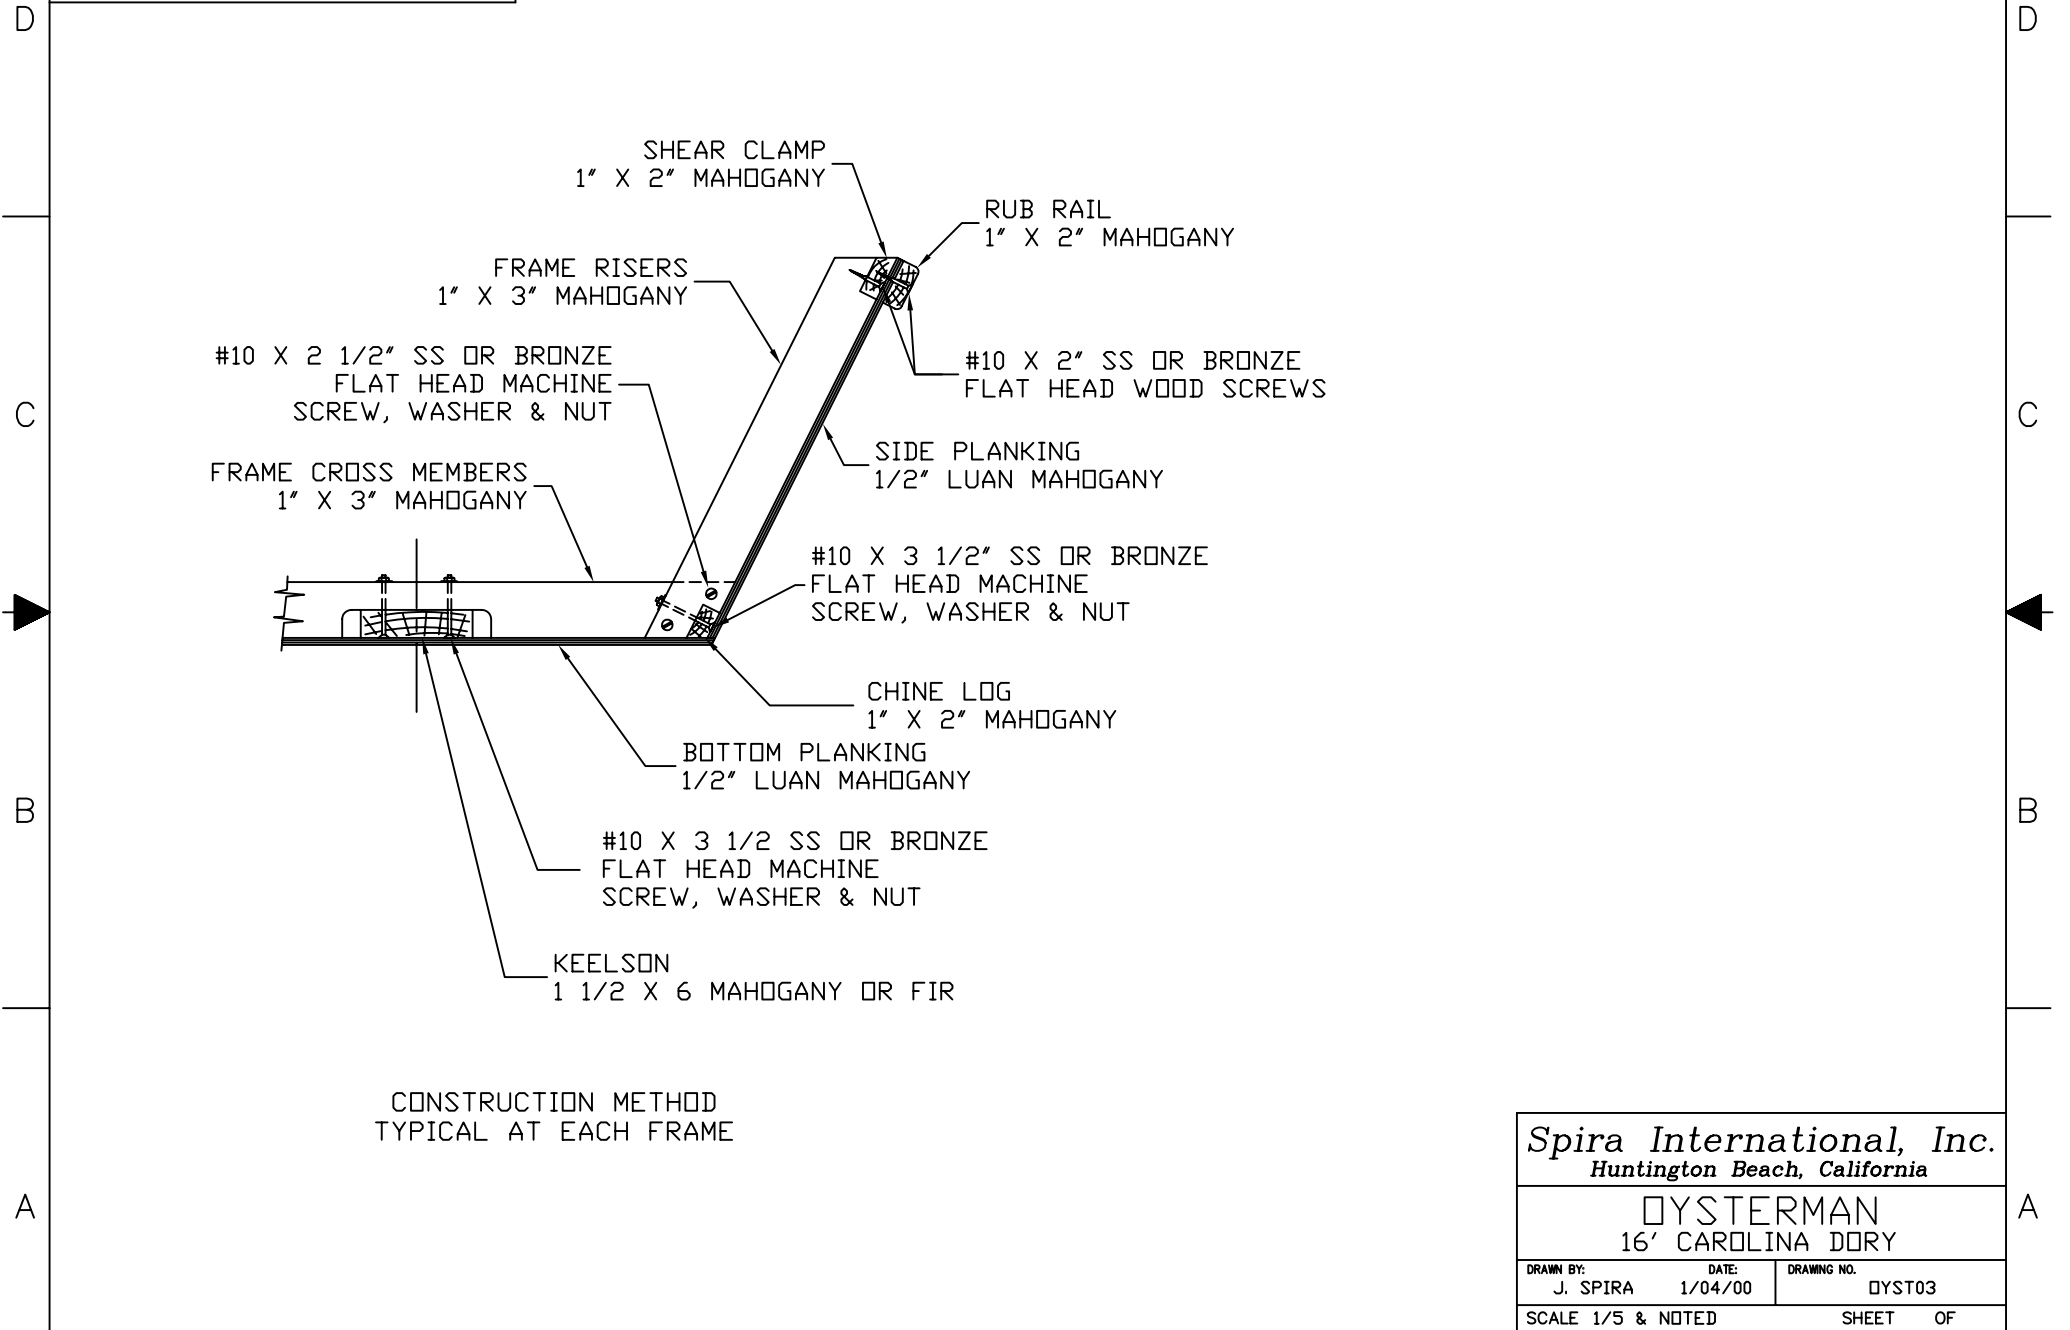 D
D
SHEAR CLAMP
1" X 2" MAHOGANY
RUB RAIL
1" X 2" MAHOGANY
FRAME RISERS
1" X 3" MAHOGANY
#10 X 2 1/2" SS OR BRONZE
FLAT HEAD MACHINE
SCREW, WASHER & NUT
#10 X 2" SS OR BRONZE
FLAT HEAD WOOD SCREWS
C
C
SIDE PLANKING
1/2" LUAN MAHOGANY
FRAME CROSS MEMBERS
1" X 3" MAHOGANY
#10 X 3 1/2" SS OR BRONZE
FLAT HEAD MACHINE
SCREW, WASHER & NUT
CHINE LOG
1" X 2" MAHOGANY
BOTTOM PLANKING
1/2" LUAN MAHOGANY
B
B
#10 X 3 1/2 SS OR BRONZE
FLAT HEAD MACHINE
SCREW, WASHER & NUT
KEELSON
1 1/2 X 6 MAHOGANY OR FIR
CONSTRUCTION METHOD
TYPICAL AT EACH FRAME
A
A
Spira International, Inc.
Huntington Beach, California
OYSTERMAN
16' CAROLINA DORY
DRAWN BY: DATE: DRAWING NO.
J. SPIRA 1/04/00 OYST03
SCALE 1/5 & NOTED SHEET OF